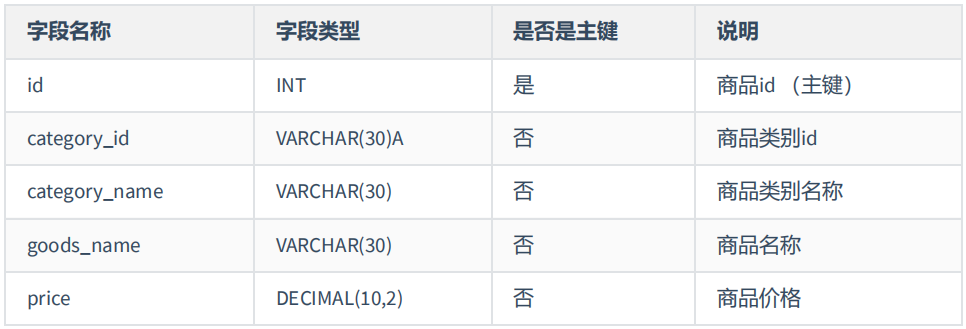 字段名称 字段类型 是否是主键 说明
id INT 是 商品id （主键）
category_id VARCHAR(30)A 否 商品类别id
category_name VARCHAR(30) 否 商品类别名称
goods_name VARCHAR(30) 否 商品名称
price DECIMAL(10,2) 否 商品价格